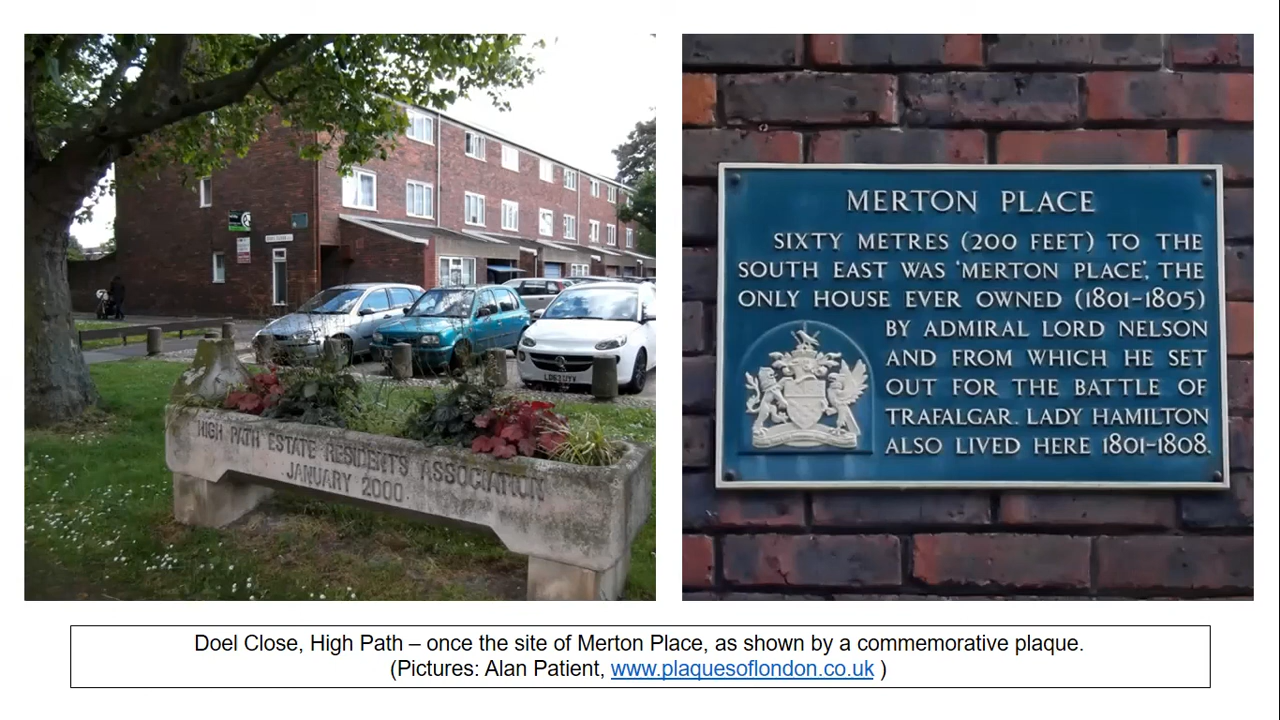 HIGH PATH ESTATE RESIDENTS ASSOCIATION
JANUARY 2000
MERTON PLACE
SIXTY METRES (200 FEET) TO THE
SOUTH EAST WAS 'MERTON PLACE', THE
ONLY HOUSE EVER OWNED (1801-1805)
BY ADMIRAL LORD NELSON
AND FROM WHICH HE SET
OUT FOR THE BATTLE OF
TRAFALGAR. LADY HAMILTON
ALSO LIVED HERE 1801-1808.
Doel Close, High Path – once the site of Merton Place, as shown by a commemorative plaque.
(Pictures: Alan Patient, www.plaquesoflondon.co.uk )